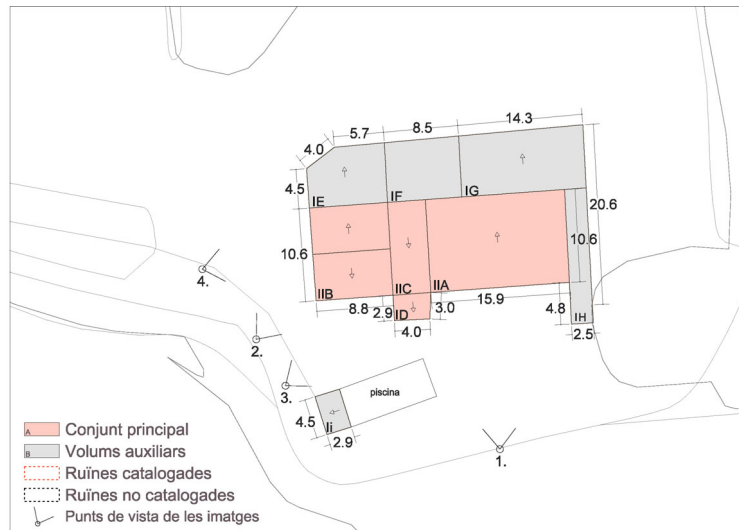 14.3
8.5
5.7
4.0
4.5
IE
IF
IG
20.6
10.6
10.6
4.
IIB
IIC
IIA
8.8
2.9
ID
3.0
15.9
4.8
IH
4.0
2.5
2.
3.
piscina
4.5
Ii
2.9
1.
A Conjunt principal
B Volums auxiliars
Ruïnes catalogades
Ruïnes no catalogades
Punts de vista de les imatges